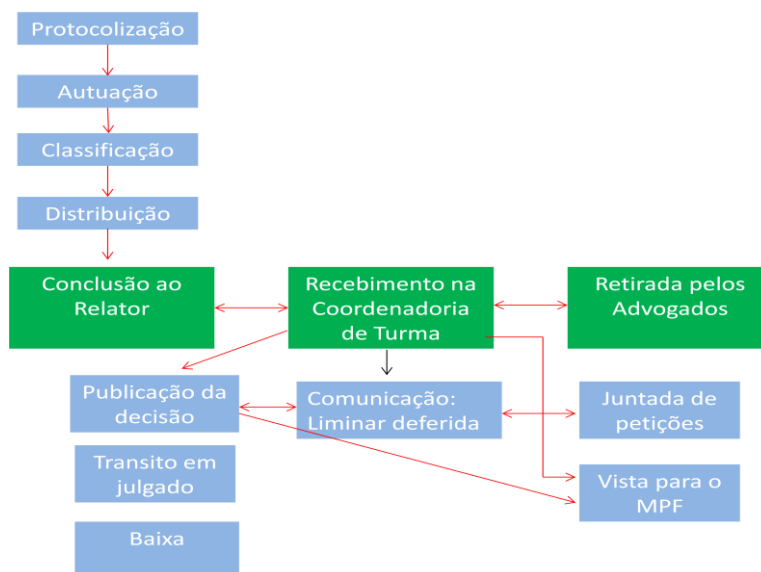 Protocolização
Autuação
Classificação
Distribuição
Conclusão ao
Relator
Recebimento na
Coordenadoria
de Turma
Retirada pelos
Advogados
Publicação da
decisão
Comunicação:
Liminar deferida
Juntada de
petições
Transito em
julgado
Vista para o
MPF
Baixa